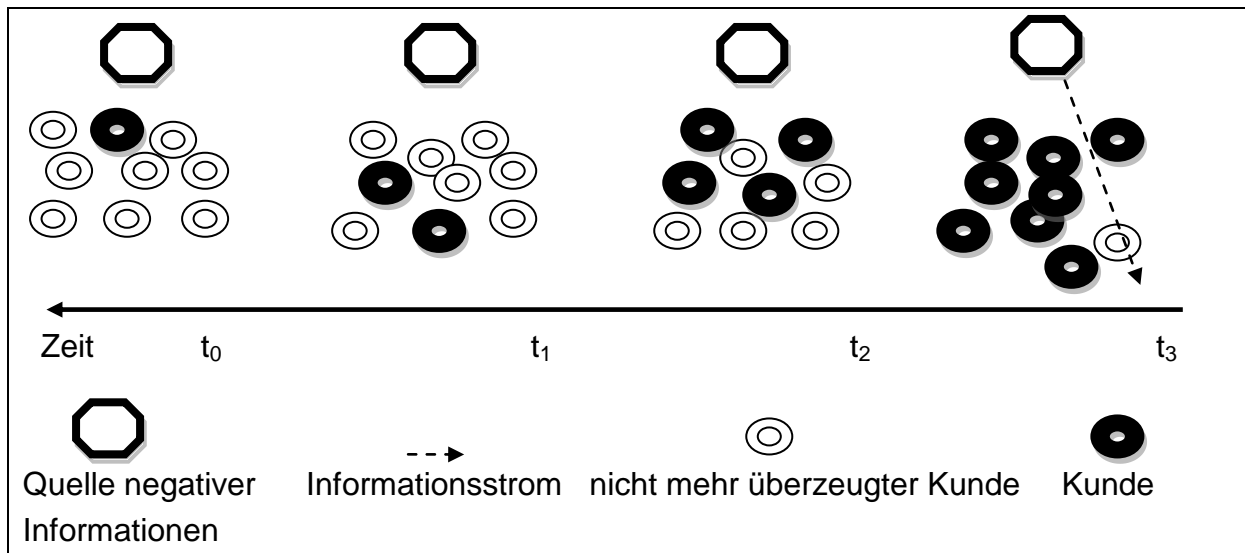 Zeit t₀ t₁ t₂ t₃
Quelle negativer Informationen
Informationsstrom
nicht mehr überzeugter Kunde
Kunde